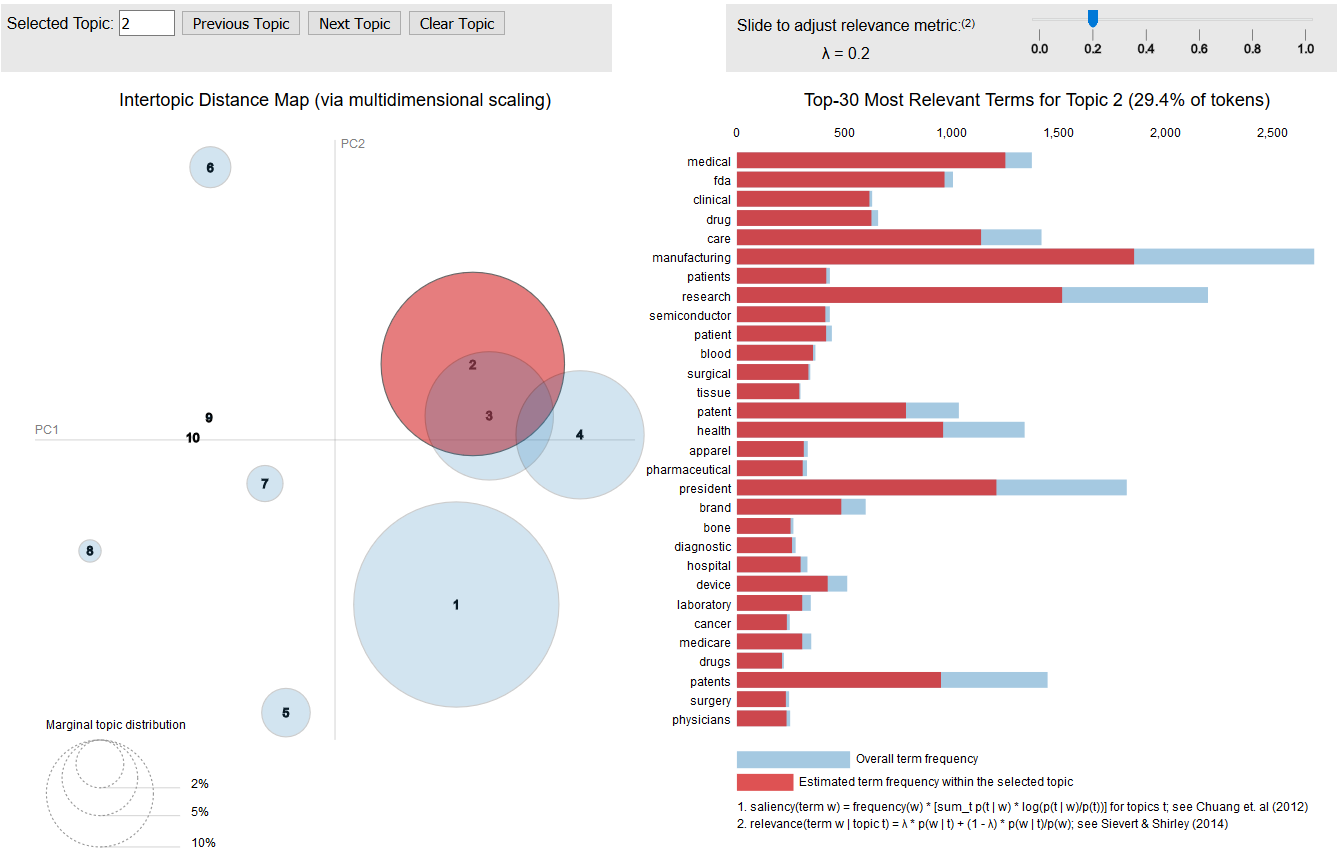 Selected Topic: 2 Previous Topic Next Topic Clear Topic
Slide to adjust relevance metric:(2)
λ = 0.2
0.0 0.2 0.4 0.6 0.8 1.0
Intertopic Distance Map (via multidimensional scaling)
PC2
PC1
6
2
3
4
9
10
7
8
1
5
Marginal topic distribution
2%
5%
10%
Top-30 Most Relevant Terms for Topic 2 (29.4% of tokens)
0 500 1,000 1,500 2,000 2,500
medical
fda
clinical
drug
care
manufacturing
patients
research
semiconductor
patient
blood
surgical
tissue
patent
health
apparel
pharmaceutical
president
brand
bone
diagnostic
hospital
device
laboratory
cancer
medicare
drugs
patents
surgery
physicians
Overall term frequency
Estimated term frequency within the selected topic
1. saliency(term w) = frequency(w) * [sum_t p(t | w) * log(p(t | w)/p(t))] for topics t; see Chuang et. al (2012)
2. relevance(term w | topic t) = λ * p(w | t) + (1 - λ) * p(w | t)/p(w); see Sievert & Shirley (2014)